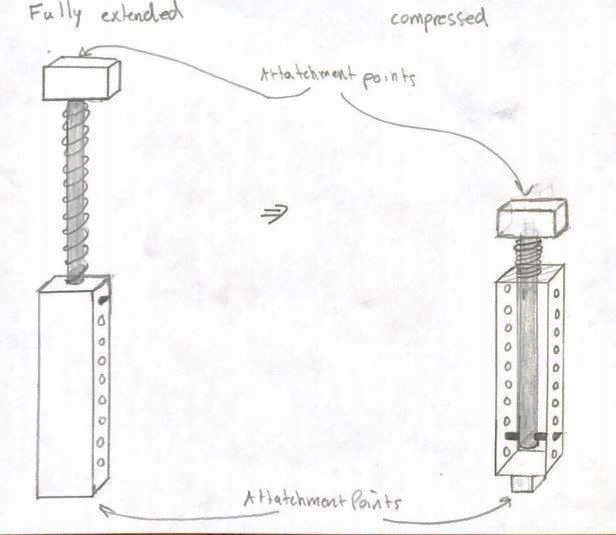 Fully extended
compressed
Attatchment points
Attatchment Points